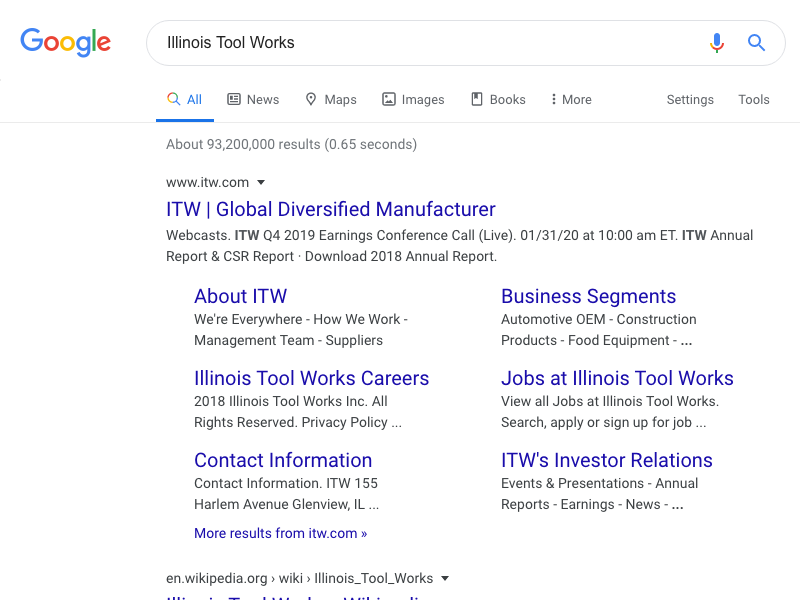 Google
Illinois Tool Works
All News Maps Images Books More Settings Tools
About 93,200,000 results (0.65 seconds)
www.itw.com
ITW | Global Diversified Manufacturer
Webcasts. ITW Q4 2019 Earnings Conference Call (Live). 01/31/20 at 10:00 am ET. ITW Annual
Report & CSR Report · Download 2018 Annual Report.
About ITW
We're Everywhere - How We Work -
Management Team - Suppliers
Business Segments
Automotive OEM - Construction
Products - Food Equipment - ...
Illinois Tool Works Careers
2018 Illinois Tool Works Inc. All
Rights Reserved. Privacy Policy ...
Jobs at Illinois Tool Works
View all Jobs at Illinois Tool Works.
Search, apply or sign up for job ...
Contact Information
Contact Information. ITW 155
Harlem Avenue Glenview, IL ...
ITW's Investor Relations
Events & Presentations - Annual
Reports - Earnings - News - ...
More results from itw.com »
en.wikipedia.org › wiki › Illinois_Tool_Works